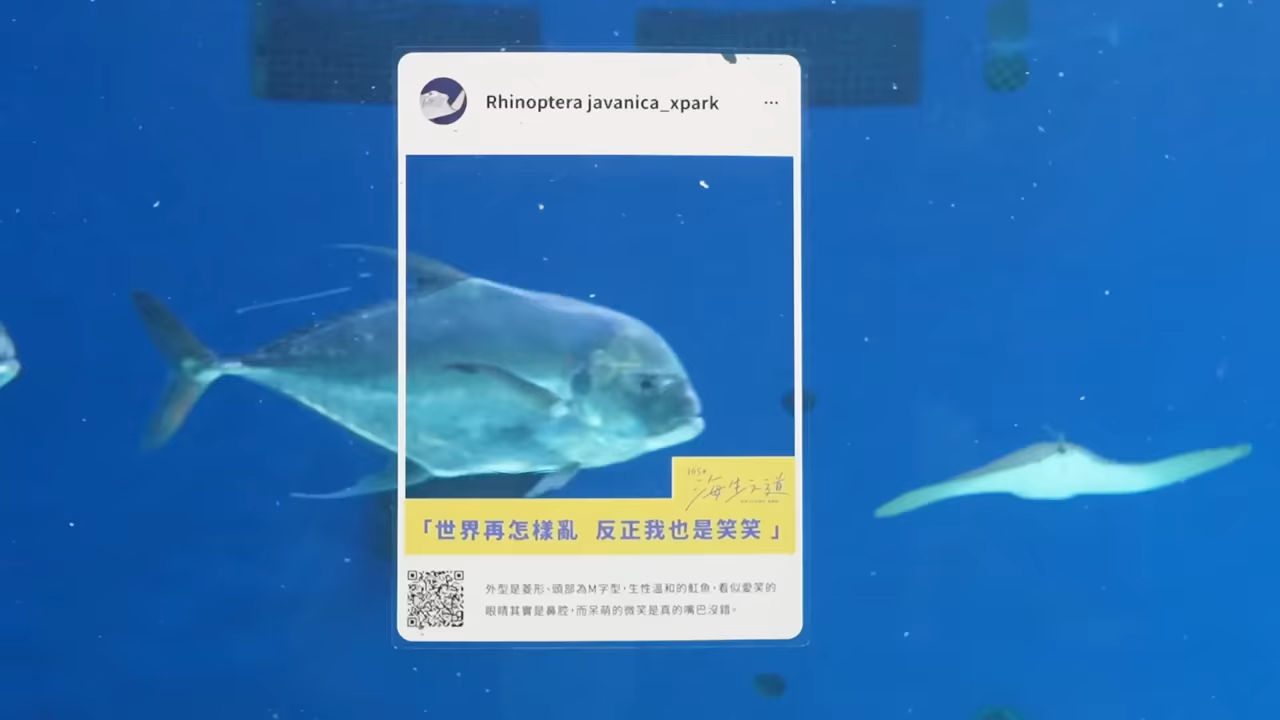 Rhinoptera javanica_xpark
...
海生之道
「世界再怎樣亂 反正我也是笑笑」
外型是菱形、頭部為M字型，生性溫和的魟魚，看似愛笑的
眼睛其實是鼻腔，而呆萌的微笑是真的嘴巴沒錯。